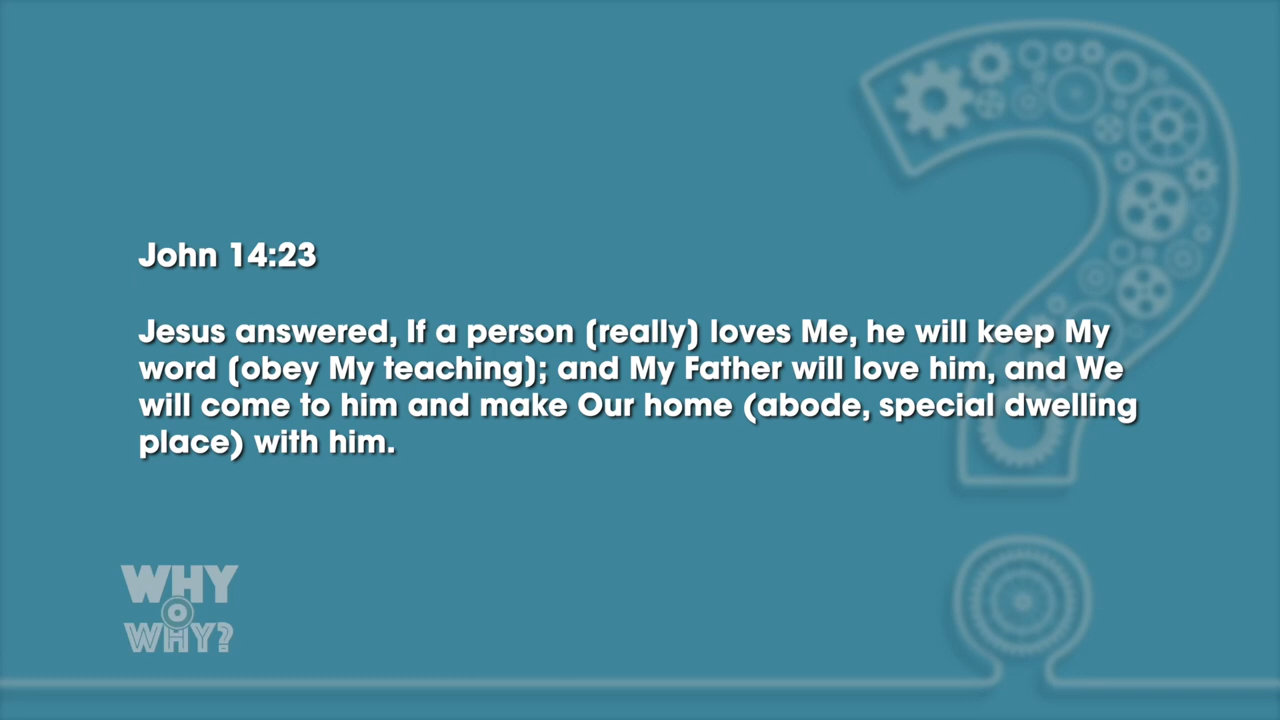 John 14:23
Jesus answered, If a person (really) loves Me, he will keep My
word (obey My teaching); and My Father will love him, and We
will come to him and make Our home (abode, special dwelling
place) with him.
WHY
O
WHY?